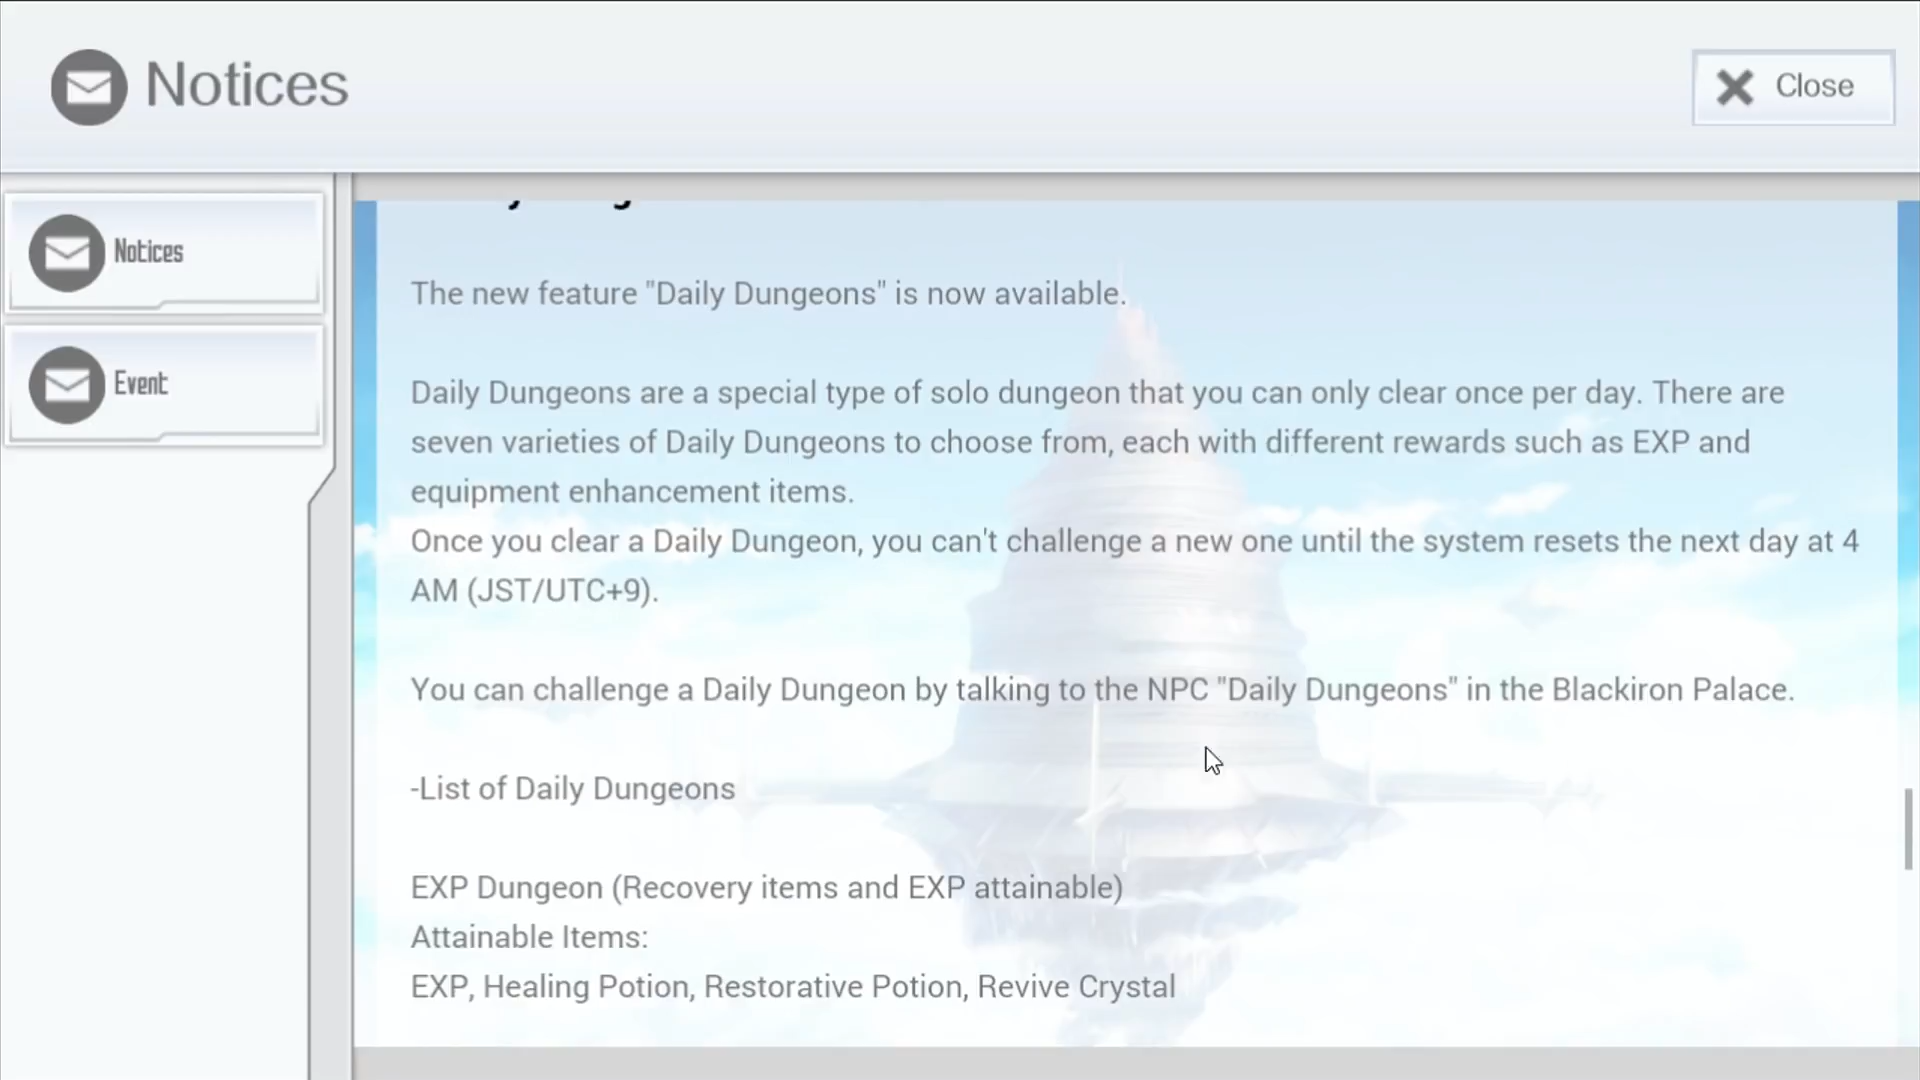 Notices
Close
Notices
Event
The new feature "Daily Dungeons" is now available.
Daily Dungeons are a special type of solo dungeon that you can only clear once per day. There are
seven varieties of Daily Dungeons to choose from, each with different rewards such as EXP and
equipment enhancement items.
Once you clear a Daily Dungeon, you can't challenge a new one until the system resets the next day at 4
AM (JST/UTC+9).
You can challenge a Daily Dungeon by talking to the NPC "Daily Dungeons" in the Blackiron Palace.
-List of Daily Dungeons
EXP Dungeon (Recovery items and EXP attainable)
Attainable Items:
EXP, Healing Potion, Restorative Potion, Revive Crystal